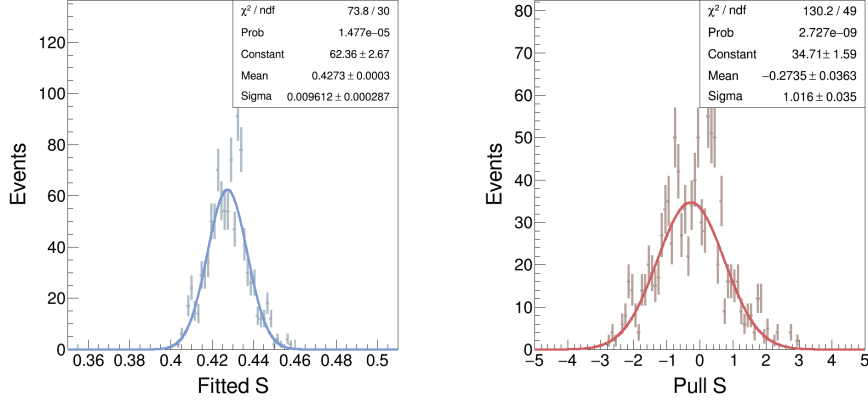 χ² / ndf 73.8 / 30
Prob 1.477e−05
Constant 62.36 ± 2.67
Mean 0.4273 ± 0.0003
Sigma 0.009612 ± 0.000287
120
100
80
60
40
20
0
Events
0.36 0.38 0.4 0.42 0.44 0.46 0.48 0.5
Fitted S
χ² / ndf 130.2 / 49
Prob 2.727e−09
Constant 34.71 ± 1.59
Mean −0.2735 ± 0.0363
Sigma 1.016 ± 0.035
80
70
60
50
40
30
20
10
0
Events
−5 −4 −3 −2 −1 0 1 2 3 4 5
Pull S